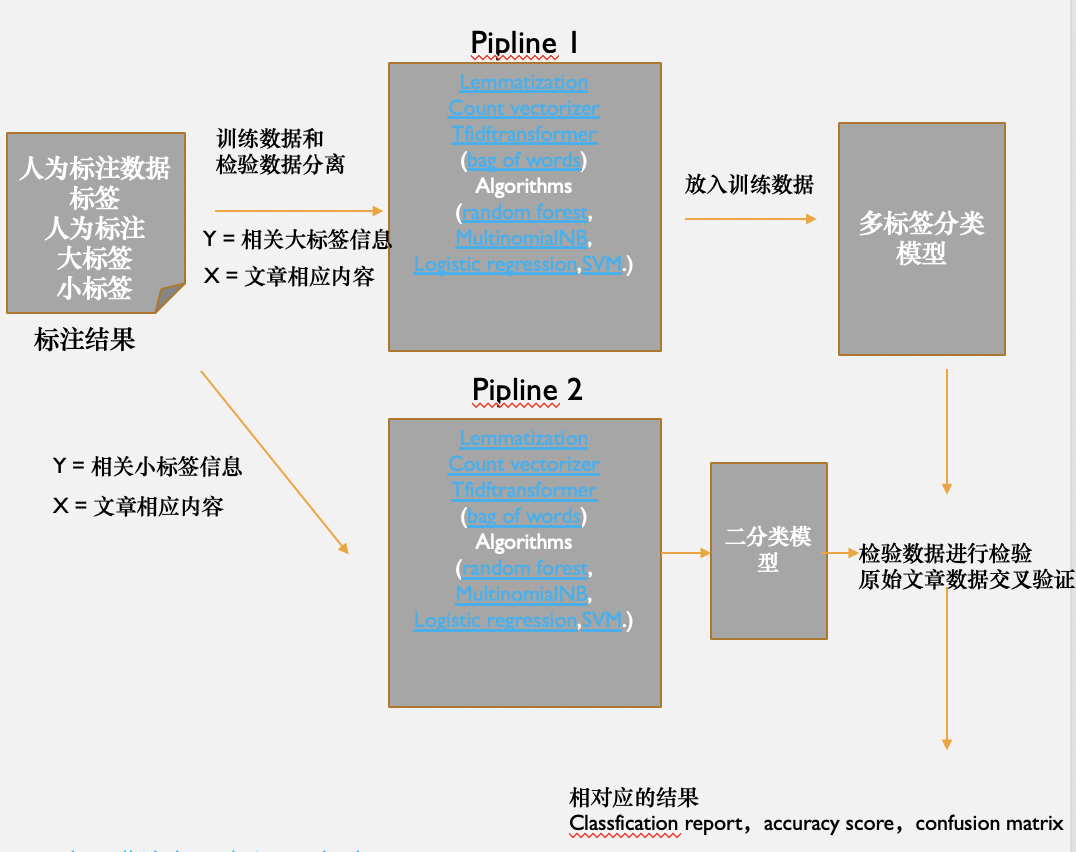 Pipline 1
Lemmatization
Count vectorizer
Tfidftransformer
(bag of words)
Algorithms
(random forest,
MultinomialNB,
Logistic regression,SVM.)
人为标注数据
标签
人为标注
大标签
小标签
标注结果
训练数据和
检验数据分离
Y = 相关大标签信息
X = 文章相应内容
放入训练数据
多标签分类
模型
Pipline 2
Lemmatization
Count vectorizer
Tfidftransformer
(bag of words)
Algorithms
(random forest,
MultinomialNB,
Logistic regression,SVM.)
Y = 相关小标签信息
X = 文章相应内容
二分类模
型
检验数据进行检验
原始文章数据交叉验证
相对应的结果
Classfication report，accuracy score，confusion matrix